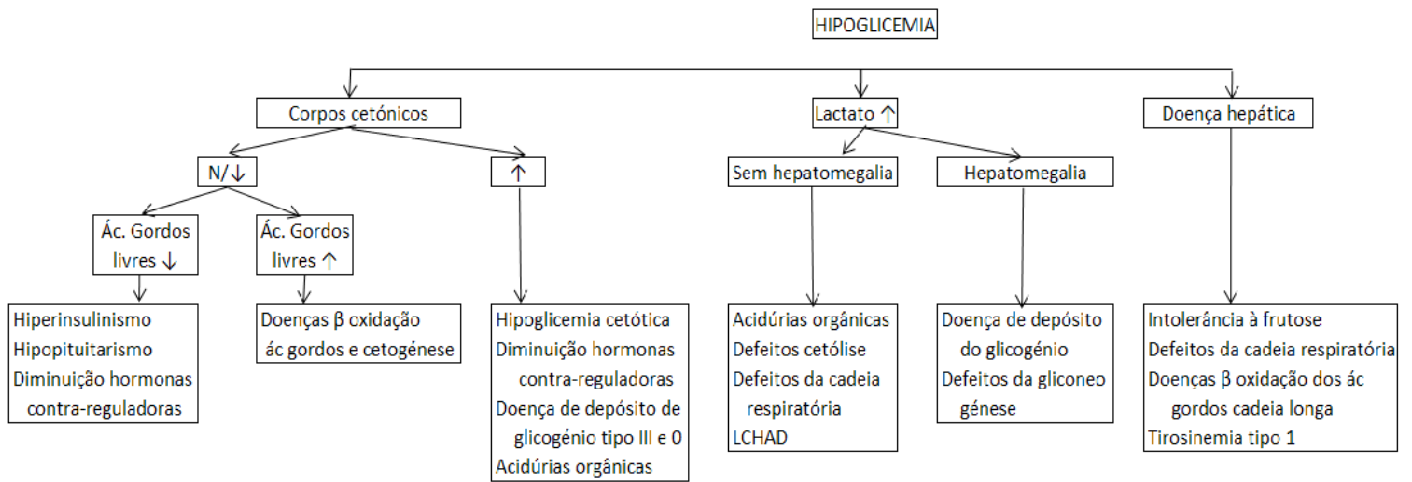 HIPOGLICEMIA
Corpos cetónicos
Lactato ↑
Doença hepática
N/↓
↑
Sem hepatomegalia
Hepatomegalia
Ác. Gordos
livres ↓
Ác. Gordos
livres ↑
Hiperinsulinismo
Hipopituitarismo
Diminuição hormonas
contra-reguladoras
Doenças β oxidação
ác gordos e cetogénese
Hipoglicemia cetótica
Diminuição hormonas
contra-reguladoras
Doença de depósito de
glicogénio tipo III e 0
Acidúrias orgânicas
Acidúrias orgânicas
Defeitos cetólise
Defeitos da cadeia
respiratória
LCHAD
Doença de depósito
do glicogénio
Defeitos da gliconeo
génese
Intolerância à frutose
Defeitos da cadeia respiratória
Doenças β oxidação dos ác
gordos cadeia longa
Tirosinemia tipo 1